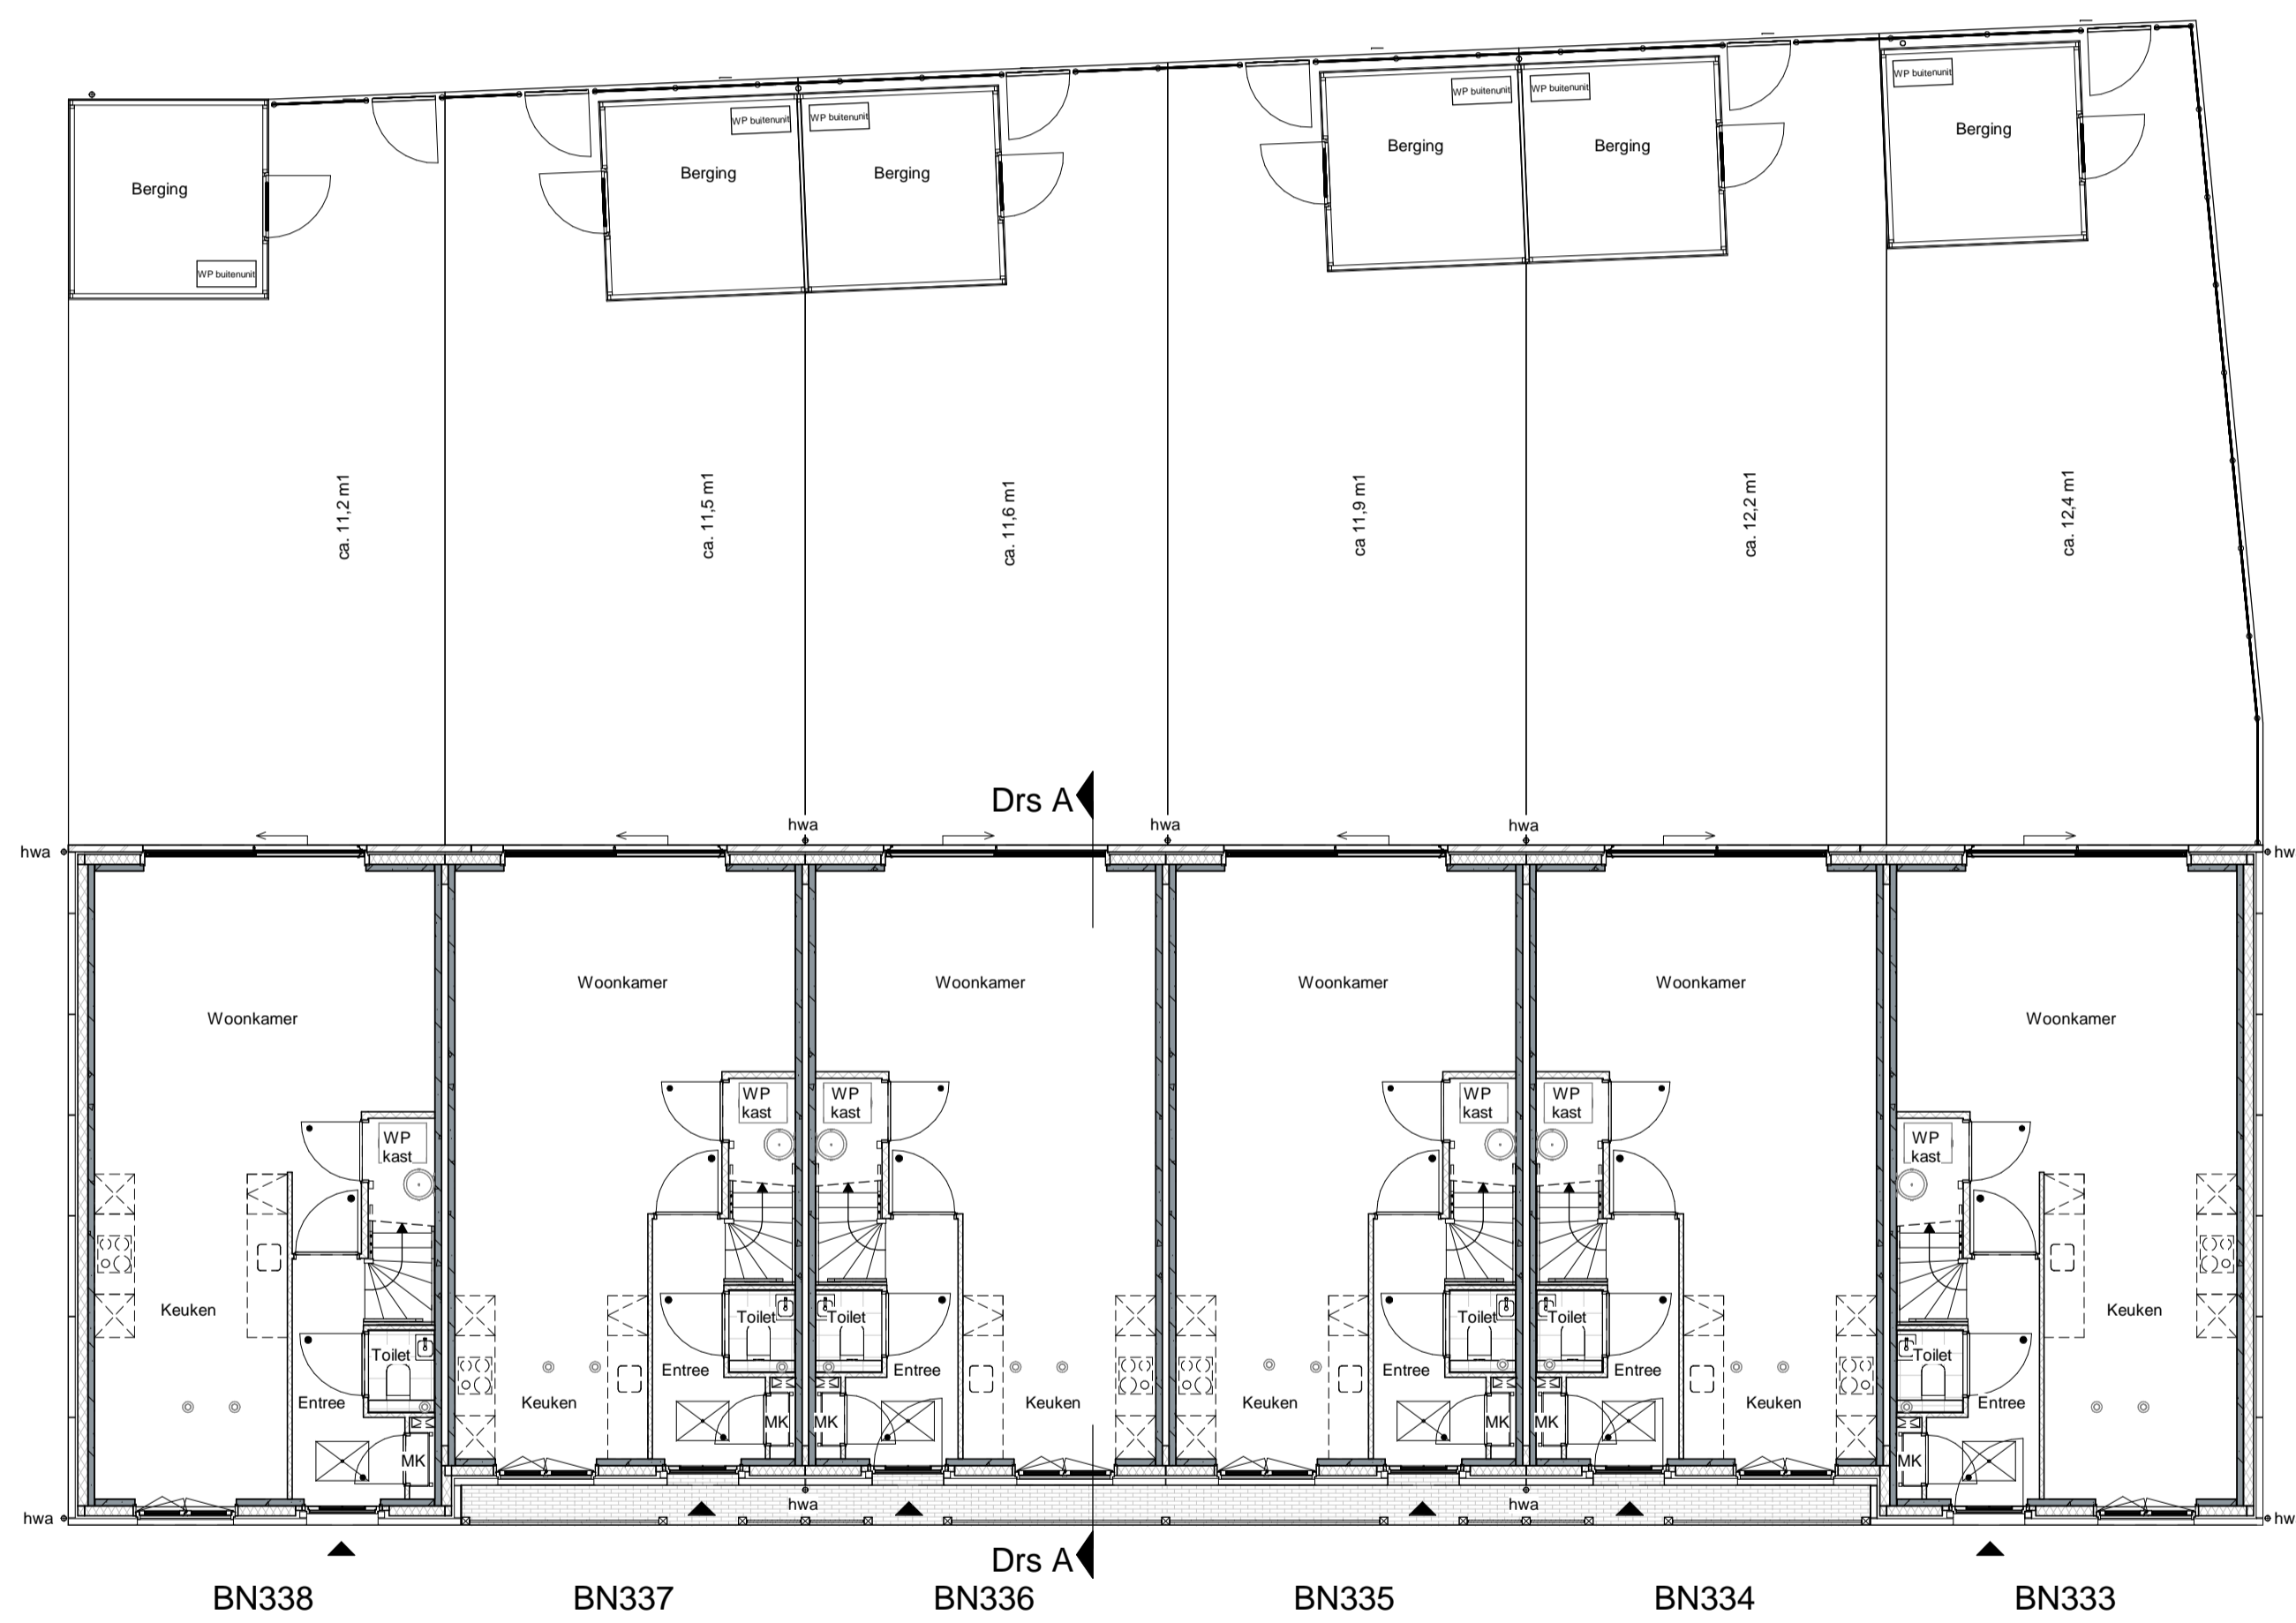 WP buitenunit
WP buitenunit
WP buitenunit
WP buitenunit
WP buitenunit
WP buitenunit
Berging
Berging
Berging
Berging
Berging
Berging
ca. 11,2 m1
ca. 11,5 m1
ca. 11,6 m1
ca 11,9 m1
ca. 12,2 m1
ca. 12,4 m1
Drs A
hwa
hwa
hwa
hwa
hw
Woonkamer
Woonkamer
Woonkamer
Woonkamer
Woonkamer
Woonkamer
WP
kast
WP
kast
WP
kast
WP
kast
WP
kast
WP
kast
Keuken
Toilet
Toilet
Toilet
Toilet
Toilet
Toilet
Keuken
Entree
Entree
Entree
Entree
Entree
Keuken
Keuken
Keuken
Keuken
Entree
MK
MK
MK
MK
MK
MK
hwa
hwa
hwa
hw
Drs A
BN338
BN337
BN336
BN335
BN334
BN333